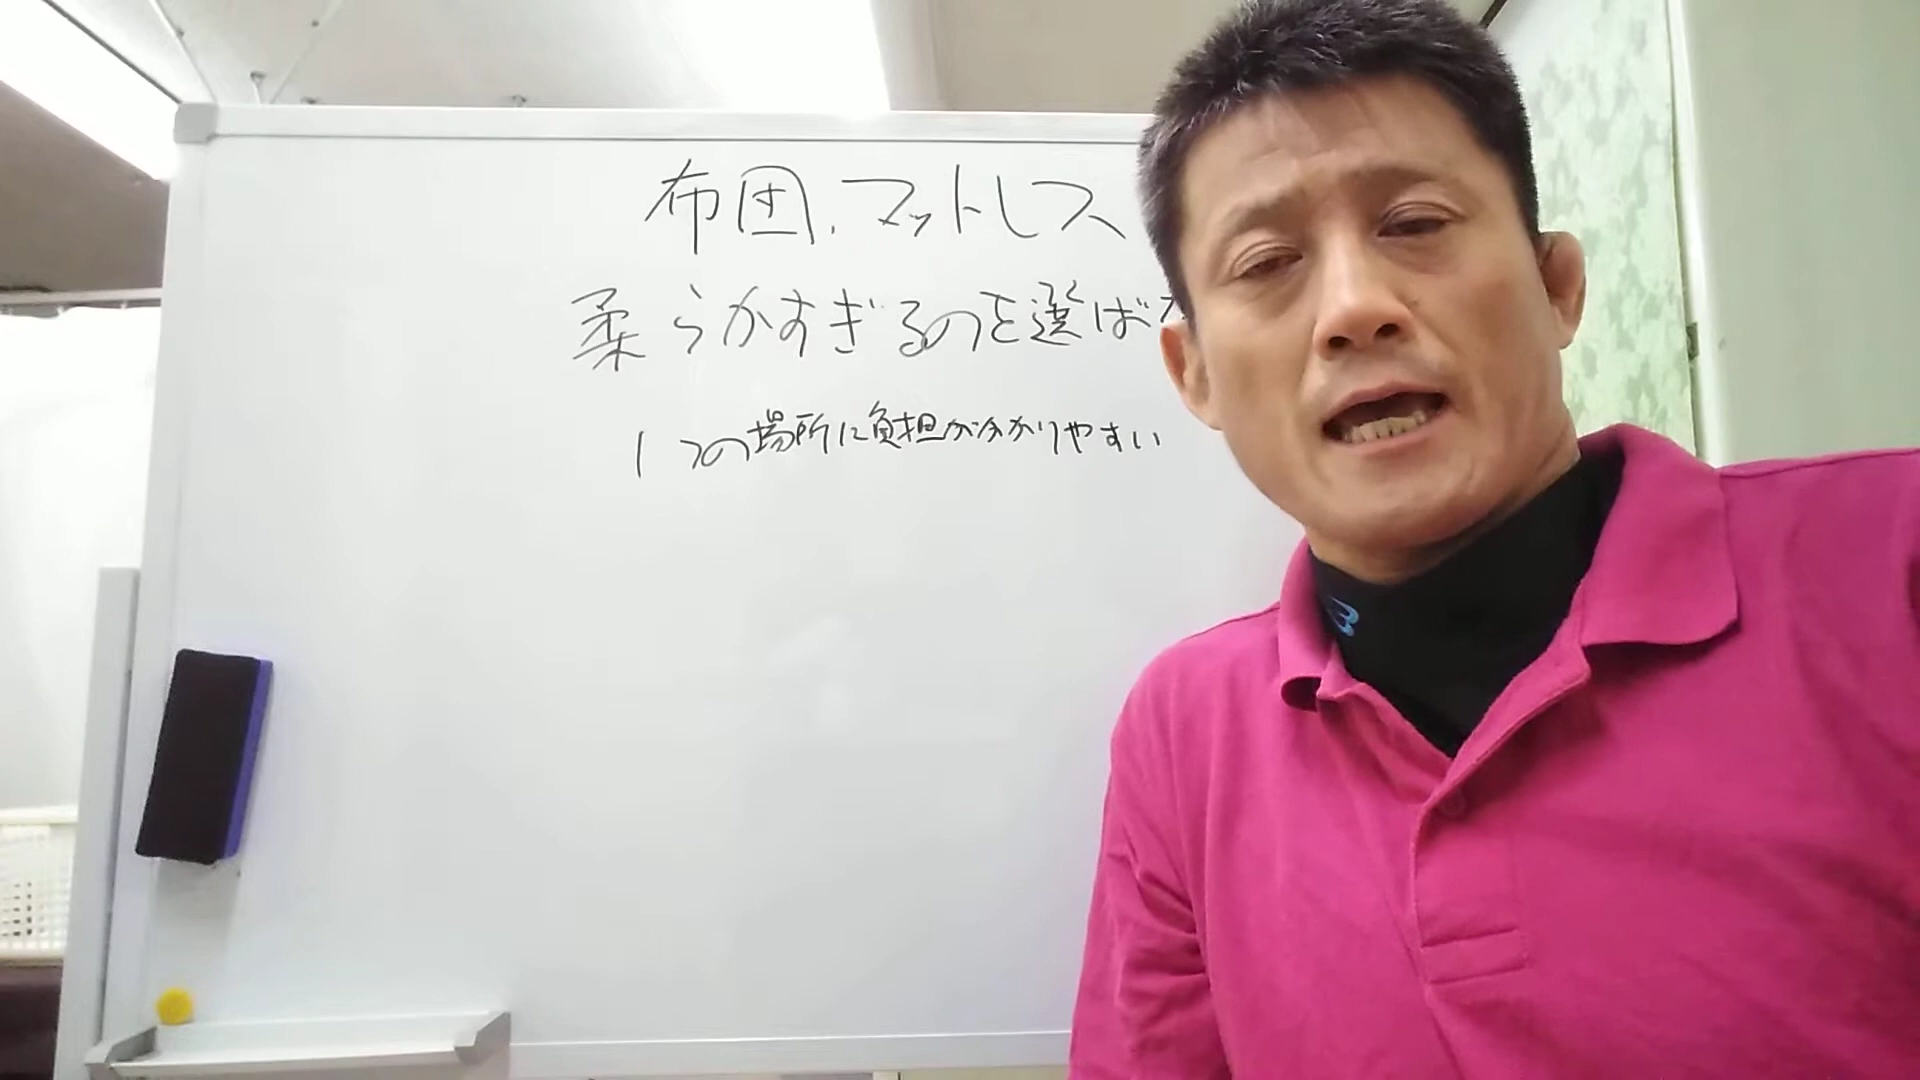 布団、マットレス
柔らかすぎるのを選ばな
1つの場所に負担がかかりやすい